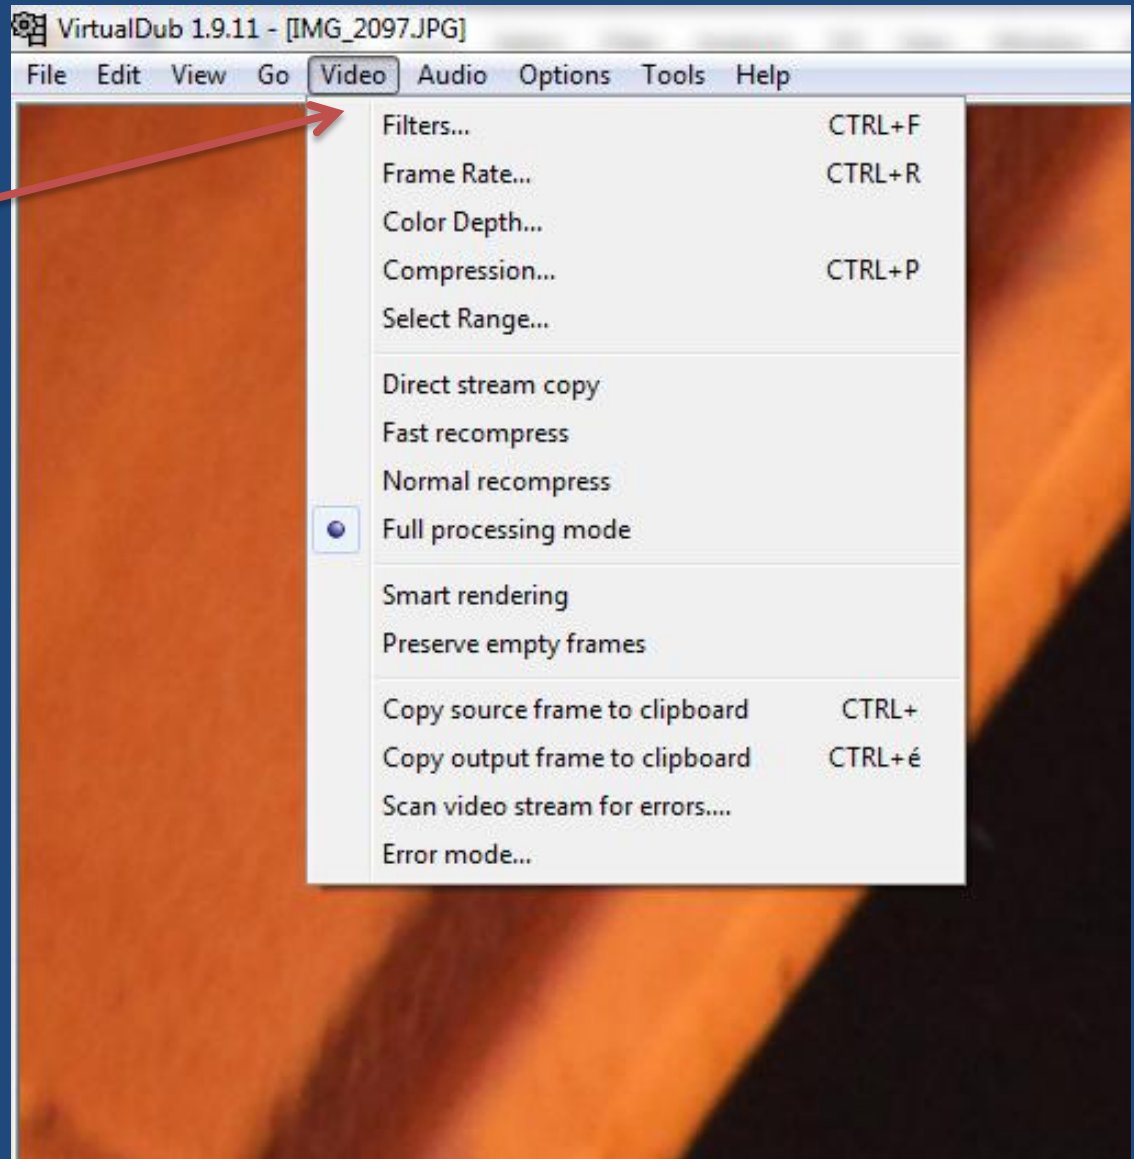 VirtualDub 1.9.11 - [IMG_2097.JPG]
File Edit View Go Video Audio Options Tools Help
Filters... CTRL+F
Frame Rate... CTRL+R
Color Depth...
Compression... CTRL+P
Select Range...
Direct stream copy
Fast recompress
Normal recompress
Full processing mode
Smart rendering
Preserve empty frames
Copy source frame to clipboard CTRL+
Copy output frame to clipboard CTRL+é
Scan video stream for errors....
Error mode...